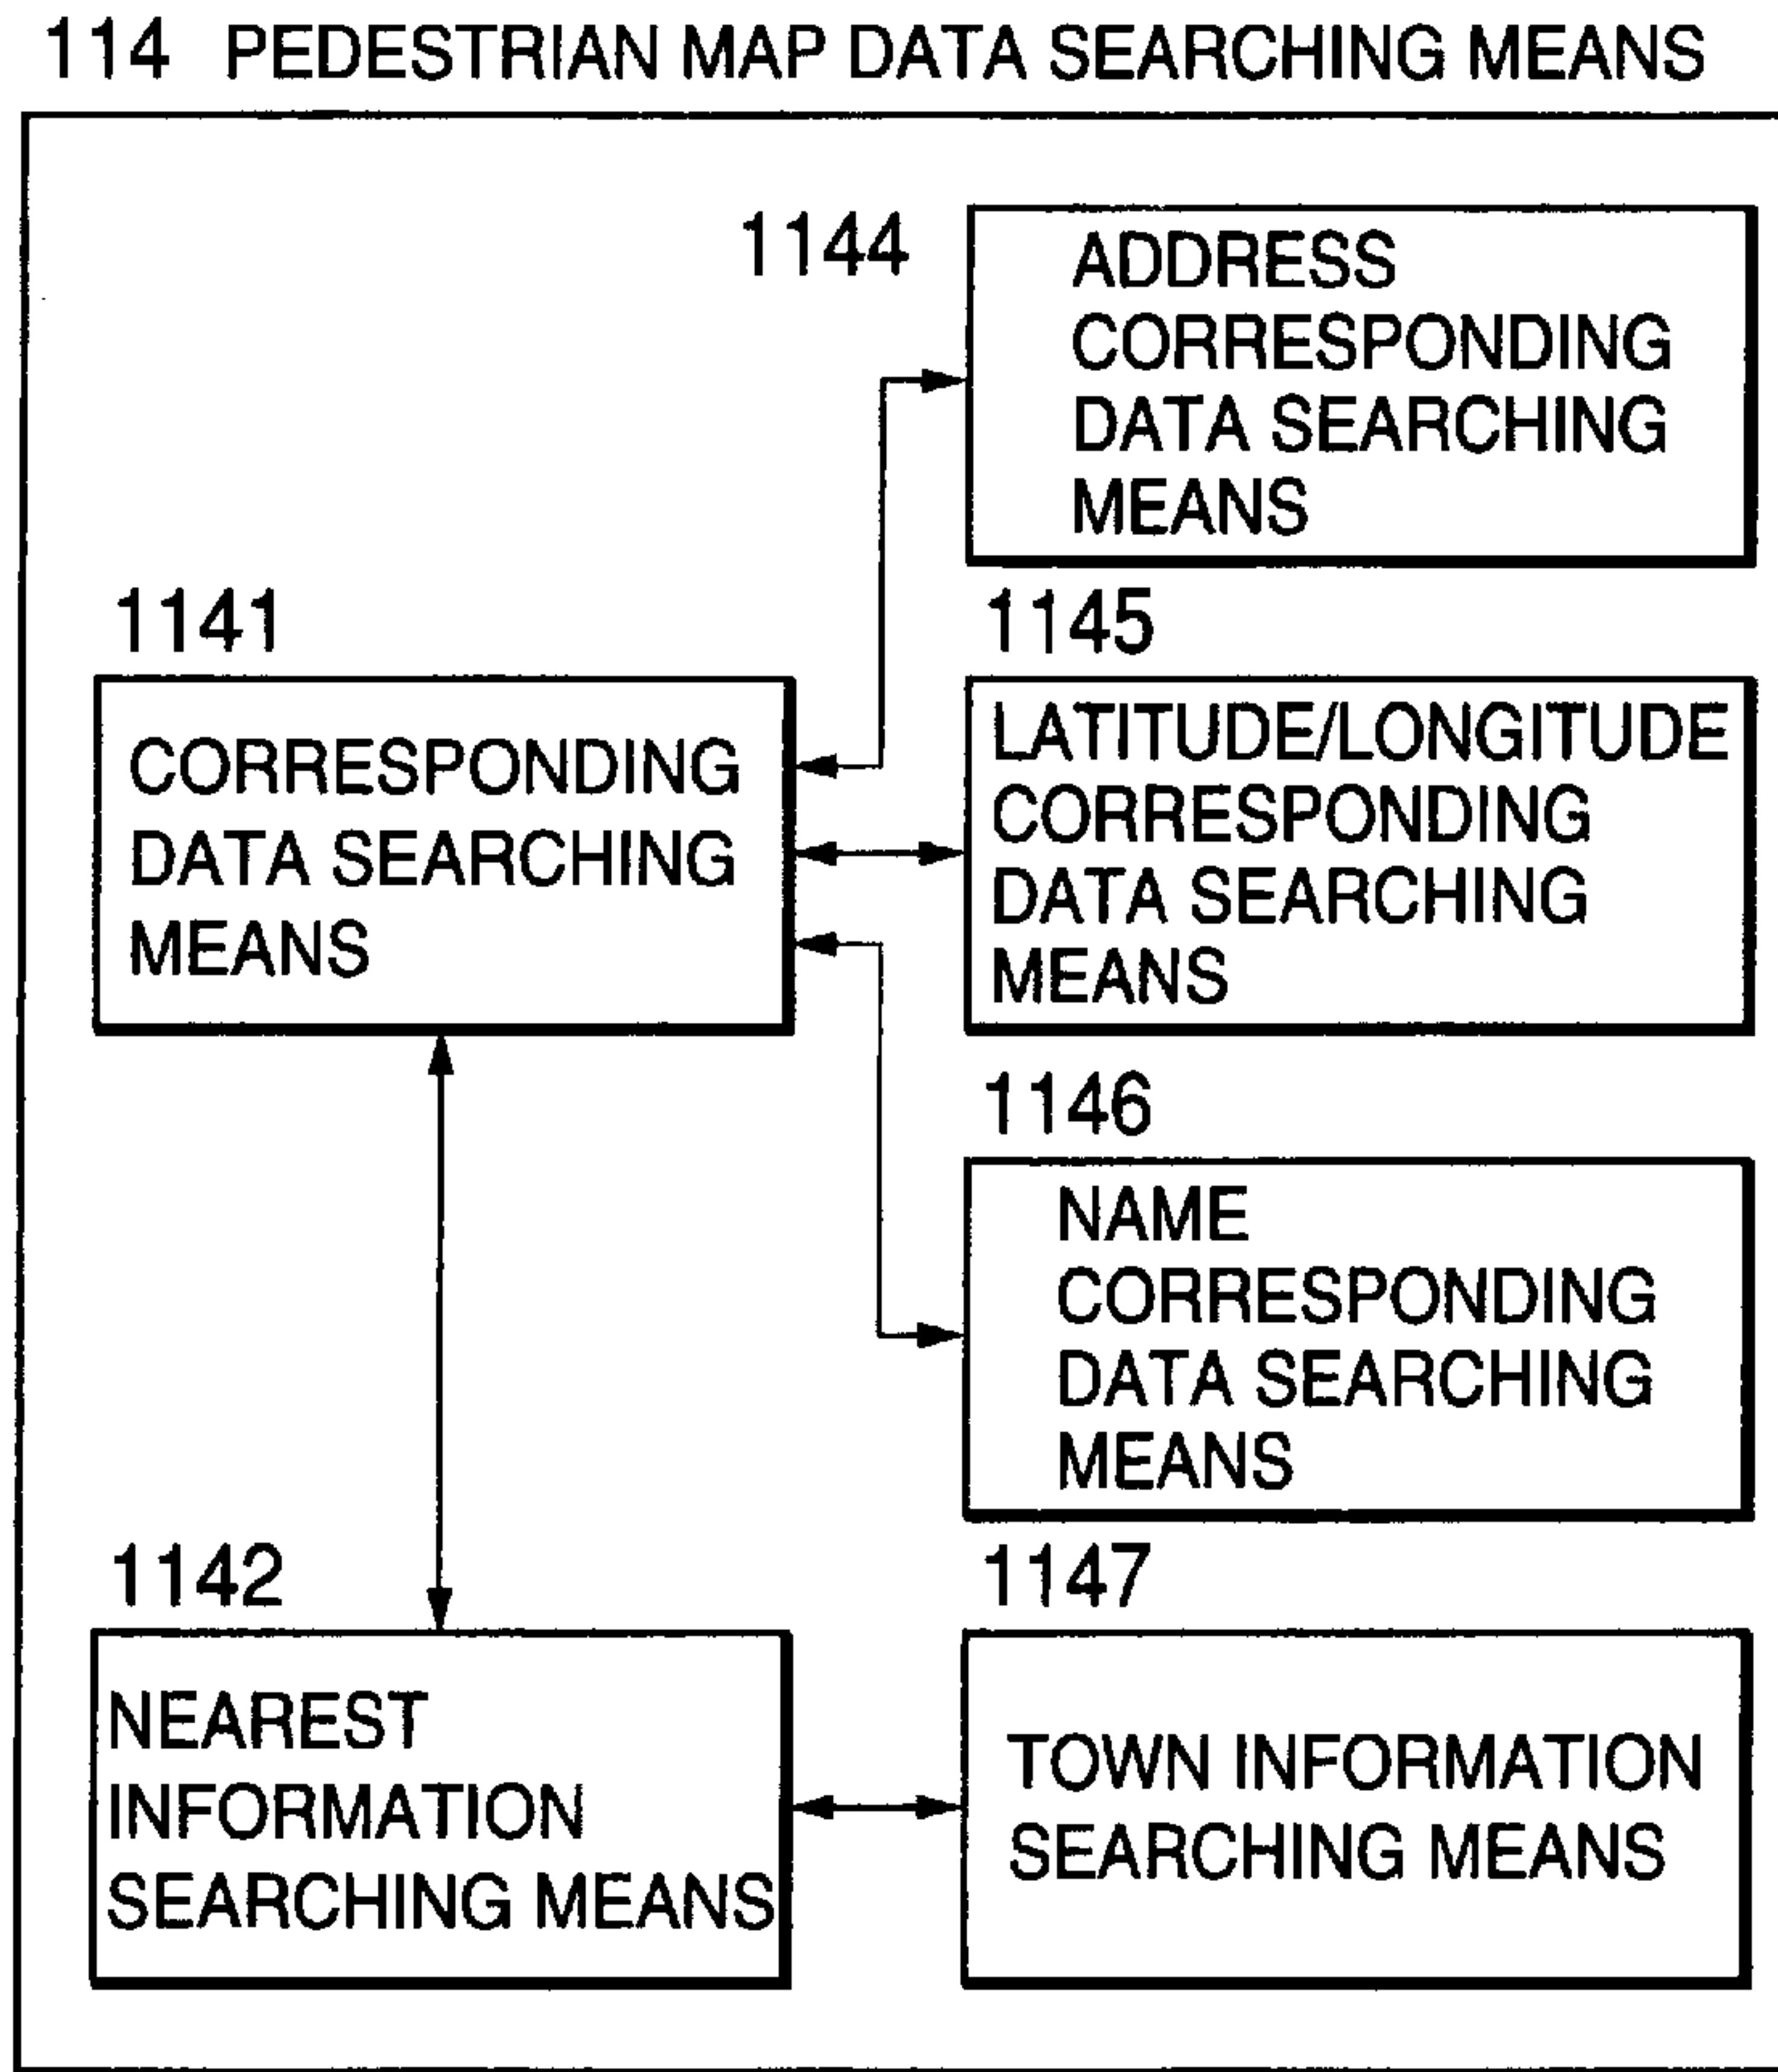 114 PEDESTRIAN MAP DATA SEARCHING MEANS
1144
ADDRESS
CORRESPONDING
DATA SEARCHING
MEANS
1141
CORRESPONDING
DATA SEARCHING
MEANS
1145
LATITUDE/LONGITUDE
CORRESPONDING
DATA SEARCHING
MEANS
1146
NAME
CORRESPONDING
DATA SEARCHING
MEANS
1142
NEAREST
INFORMATION
SEARCHING MEANS
1147
TOWN INFORMATION
SEARCHING MEANS